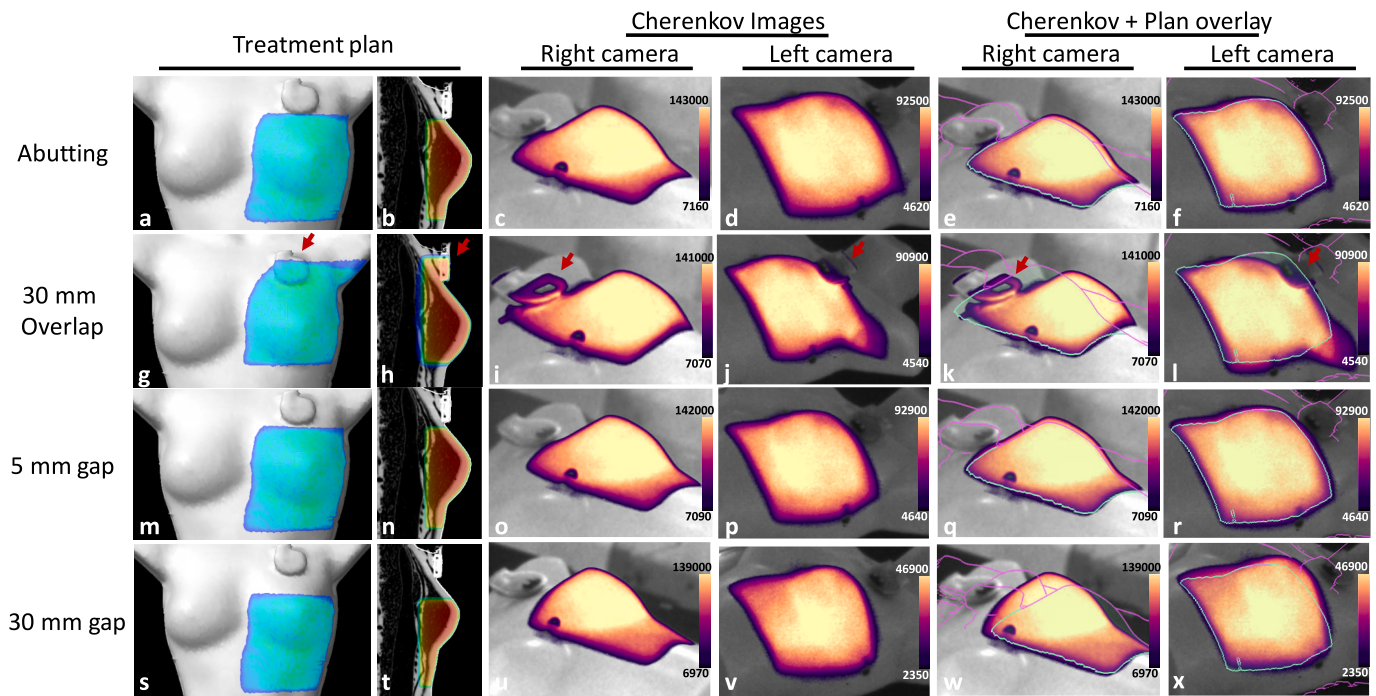 Cherenkov Images
Cherenkov + Plan overlay
Treatment plan
Right camera
Left camera
Right camera
Left camera
Abutting
a
b
143000
c
7160
92500
d
4620
143000
e
7160
92500
f
4620
30 mm
Overlap
g
h
141000
i
7070
90900
j
4540
141000
k
7070
90900
l
4540
5 mm gap
m
n
142000
o
7090
92900
p
4640
142000
q
7090
92900
r
4640
30 mm gap
s
t
139000
u
6970
46900
v
2350
139000
w
6970
46900
x
2350